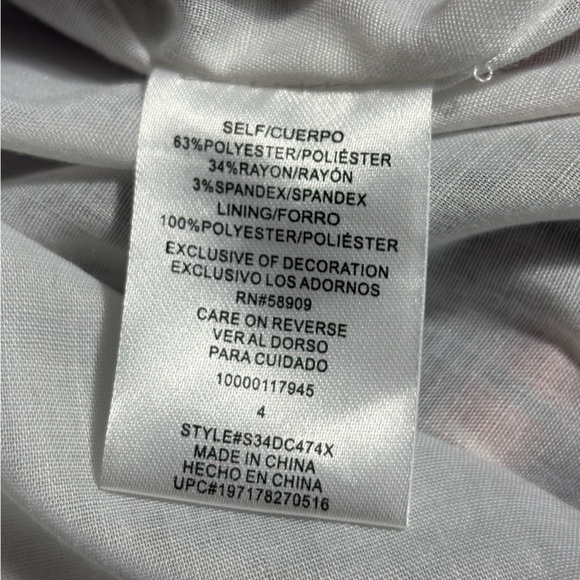 SELF/CUERPO
63%POLYESTER/POLIÉSTER
34%RAYON/RAYÓN
3%SPANDEX/SPANDEX
LINING/FORRO
100%POLYESTER/POLIÉSTER
EXCLUSIVE OF DECORATION
EXCLUSIVO LOS ADORNOS
RN#58909
CARE ON REVERSE
VER AL DORSO
PARA CUIDADO
10000117945
4
STYLE#S34DC474X
MADE IN CHINA
HECHO EN CHINA
UPC#197178270516